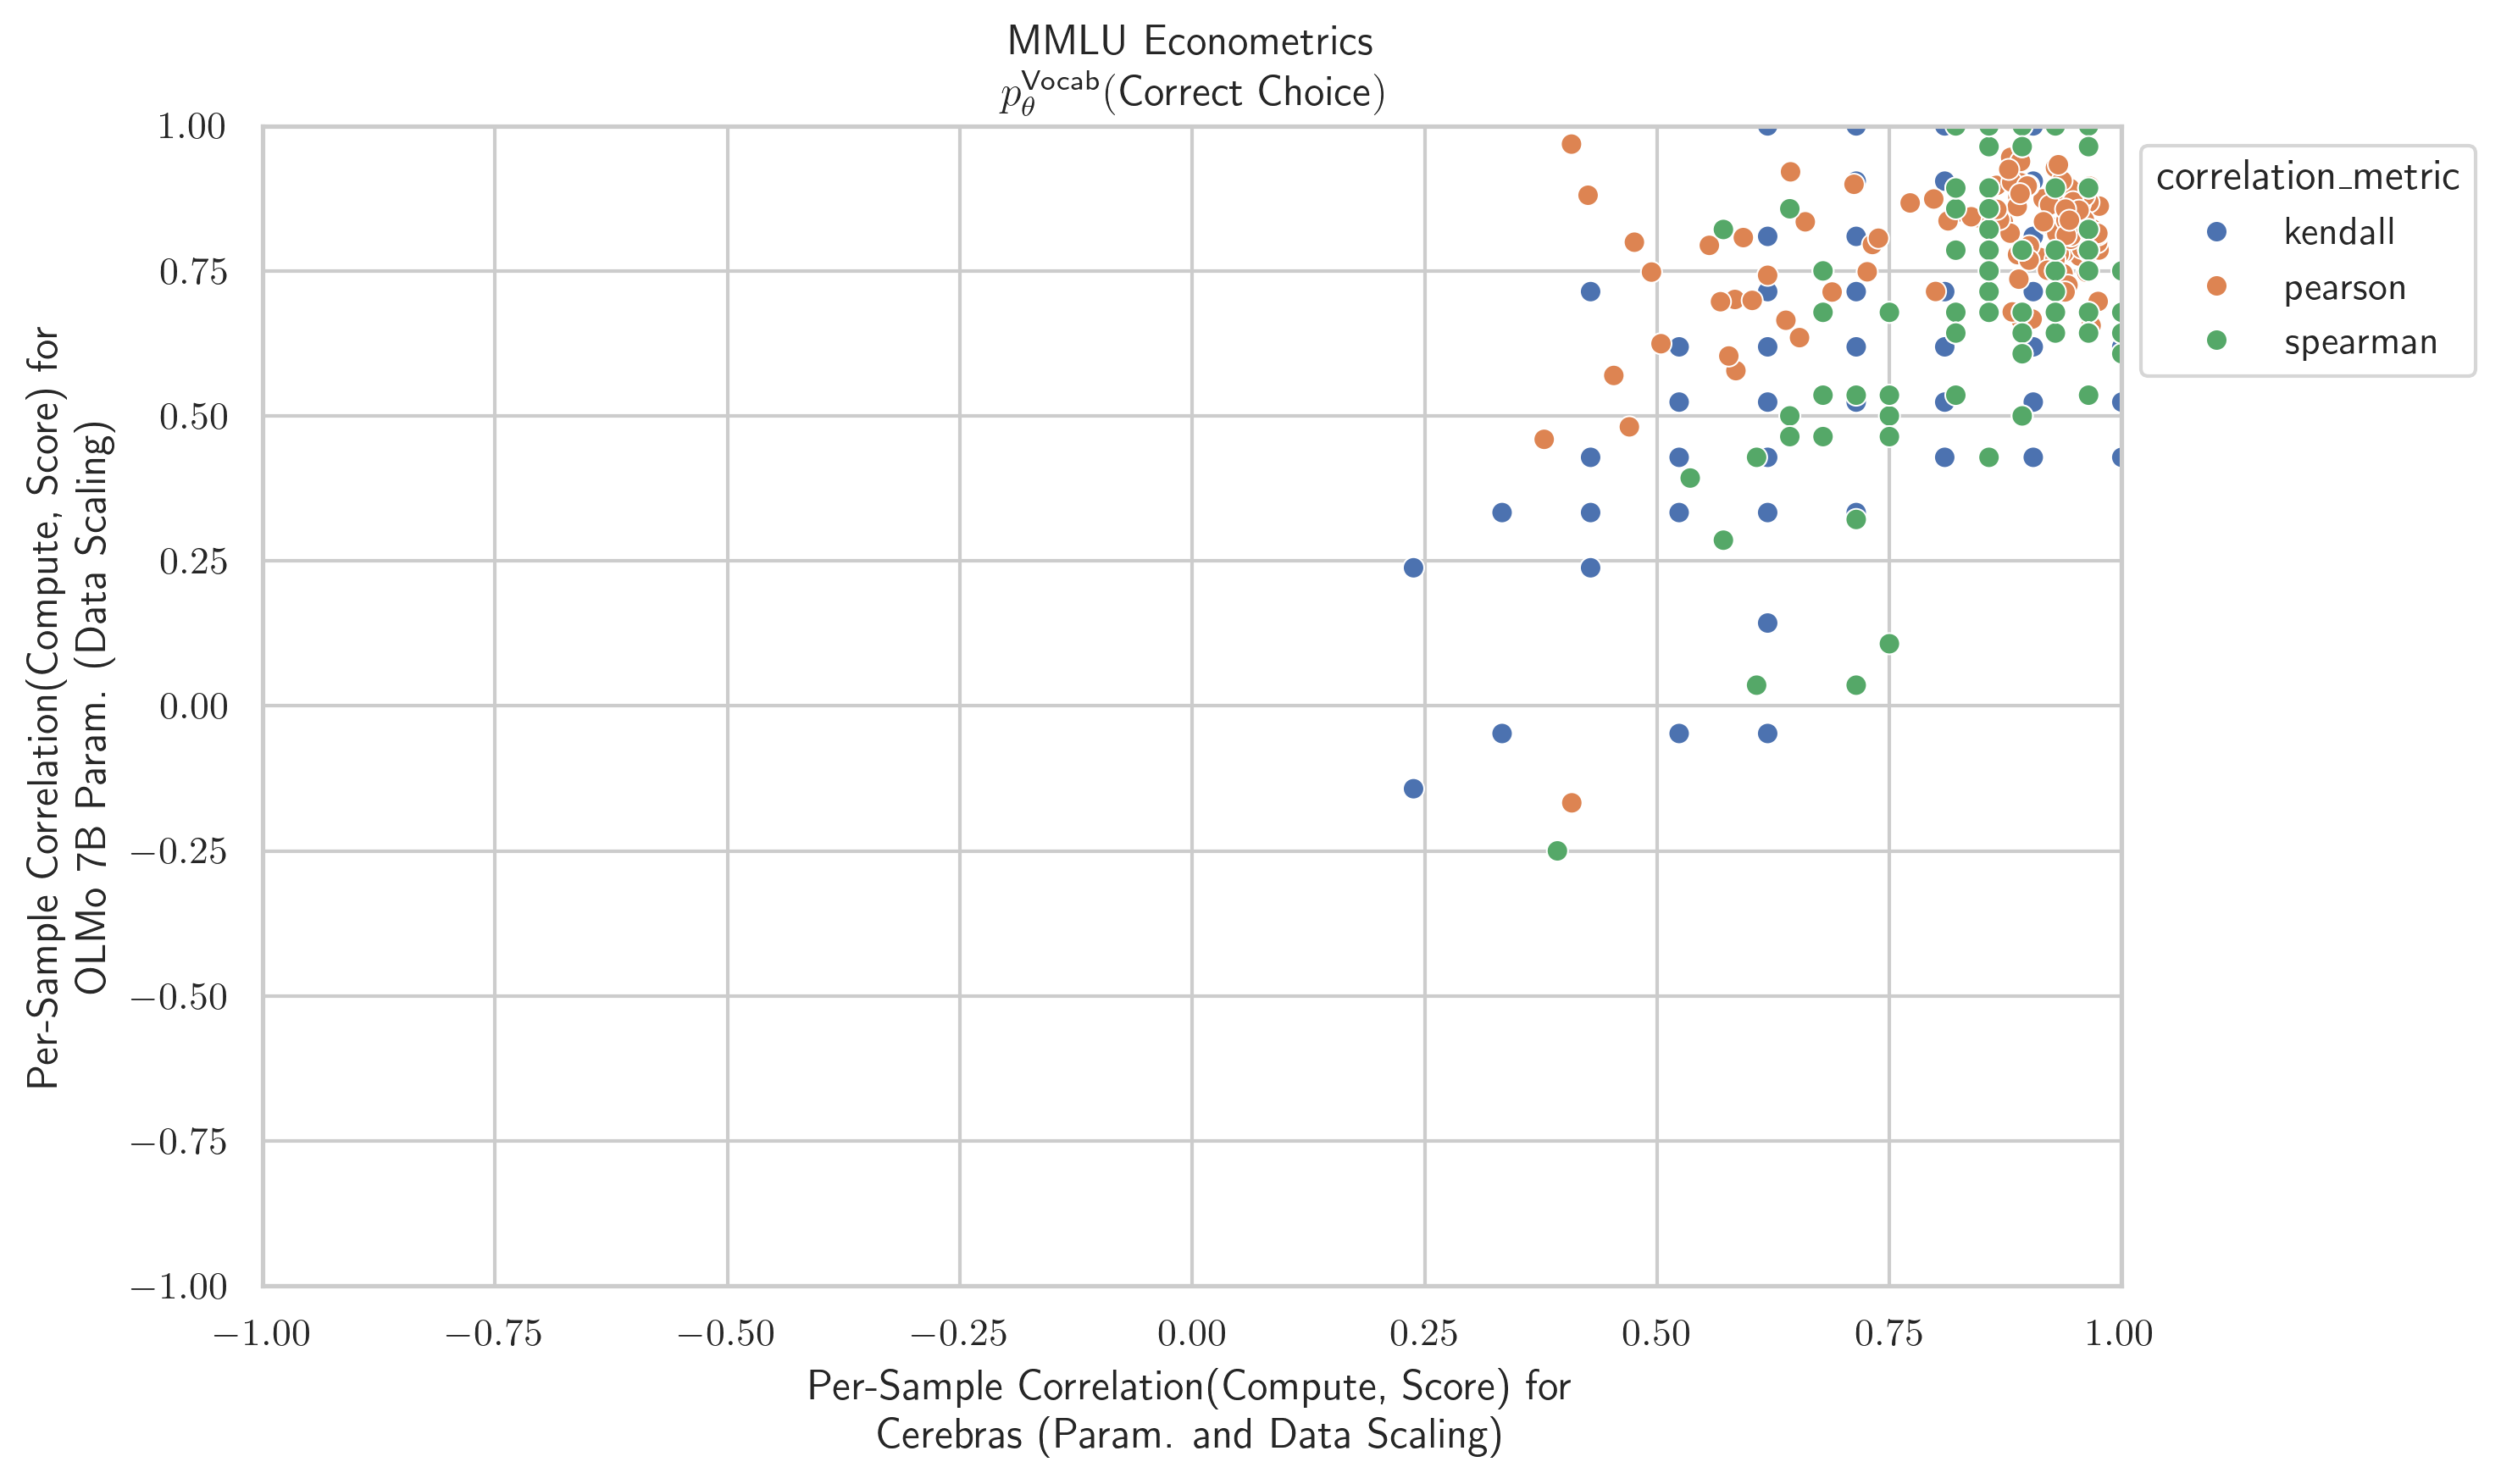 MMLU Econometrics
p_θ^Vocab(Correct Choice)
1.00
0.75
0.50
0.25
0.00
−0.25
−0.50
−0.75
−1.00
Per-Sample Correlation(Compute, Score) for
OLMo 7B Param. (Data Scaling)
correlation_metric
kendall
pearson
spearman
−1.00 −0.75 −0.50 −0.25 0.00 0.25 0.50 0.75 1.00
Per-Sample Correlation(Compute, Score) for
Cerebras (Param. and Data Scaling)